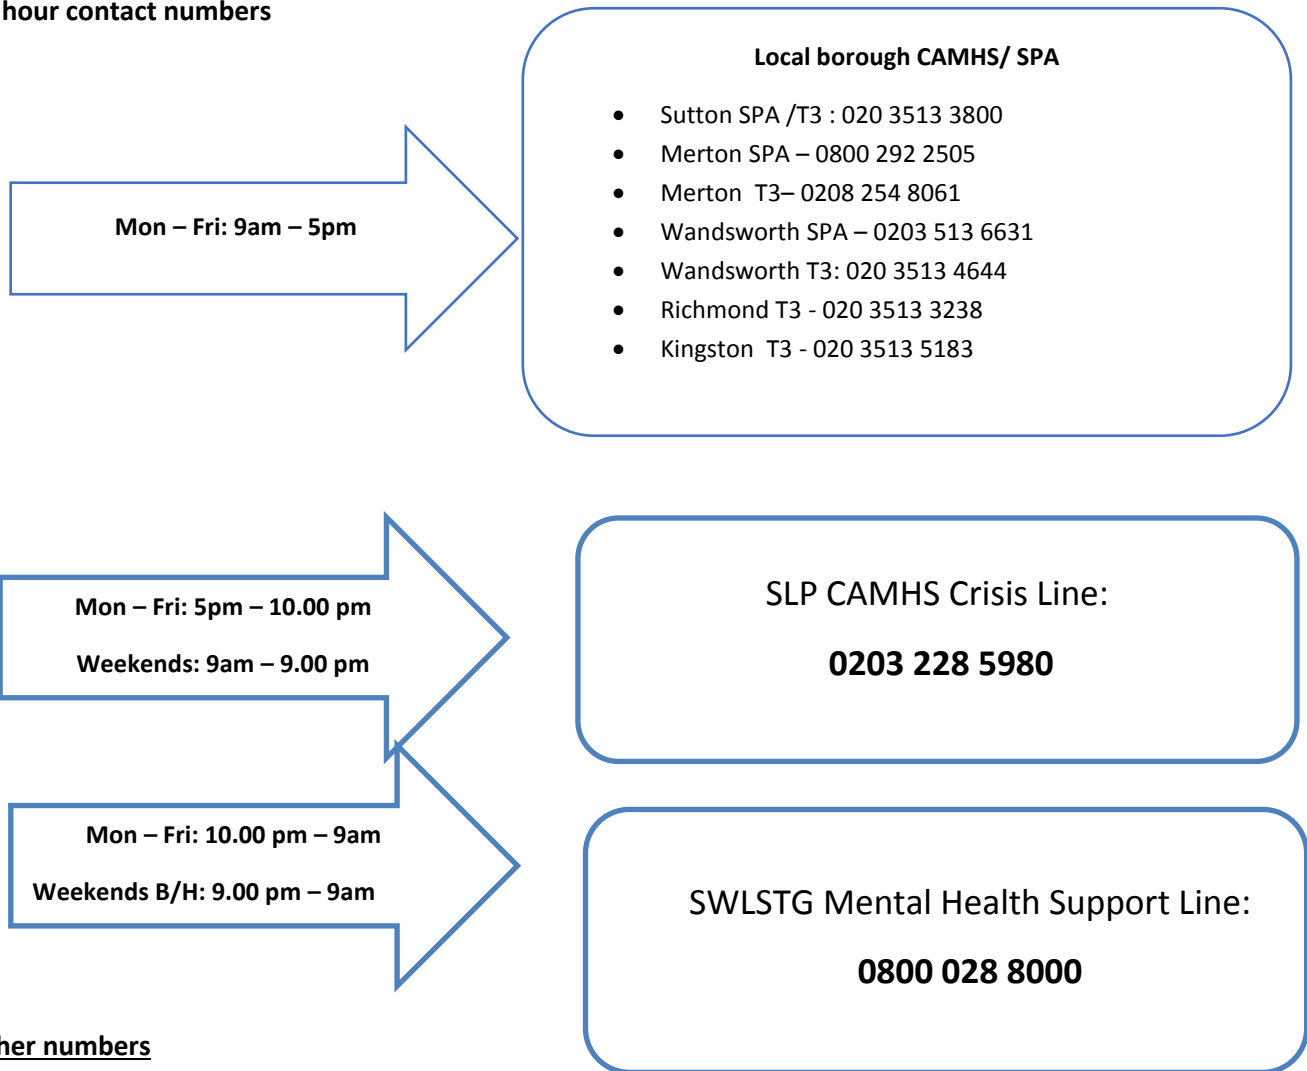 hour contact numbers
Local borough CAMHS/ SPA
• Sutton SPA /T3 : 020 3513 3800
• Merton SPA – 0800 292 2505
• Merton  T3– 0208 254 8061
• Wandsworth SPA – 0203 513 6631
• Wandsworth T3: 020 3513 4644
• Richmond T3 - 020 3513 3238
• Kingston  T3 - 020 3513 5183
Mon – Fri: 9am – 5pm
Mon – Fri: 5pm – 10.00 pm
Weekends: 9am – 9.00 pm
SLP CAMHS Crisis Line:
0203 228 5980
Mon – Fri: 10.00 pm – 9am
Weekends B/H: 9.00 pm – 9am
SWLSTG Mental Health Support Line:
0800 028 8000
her numbers